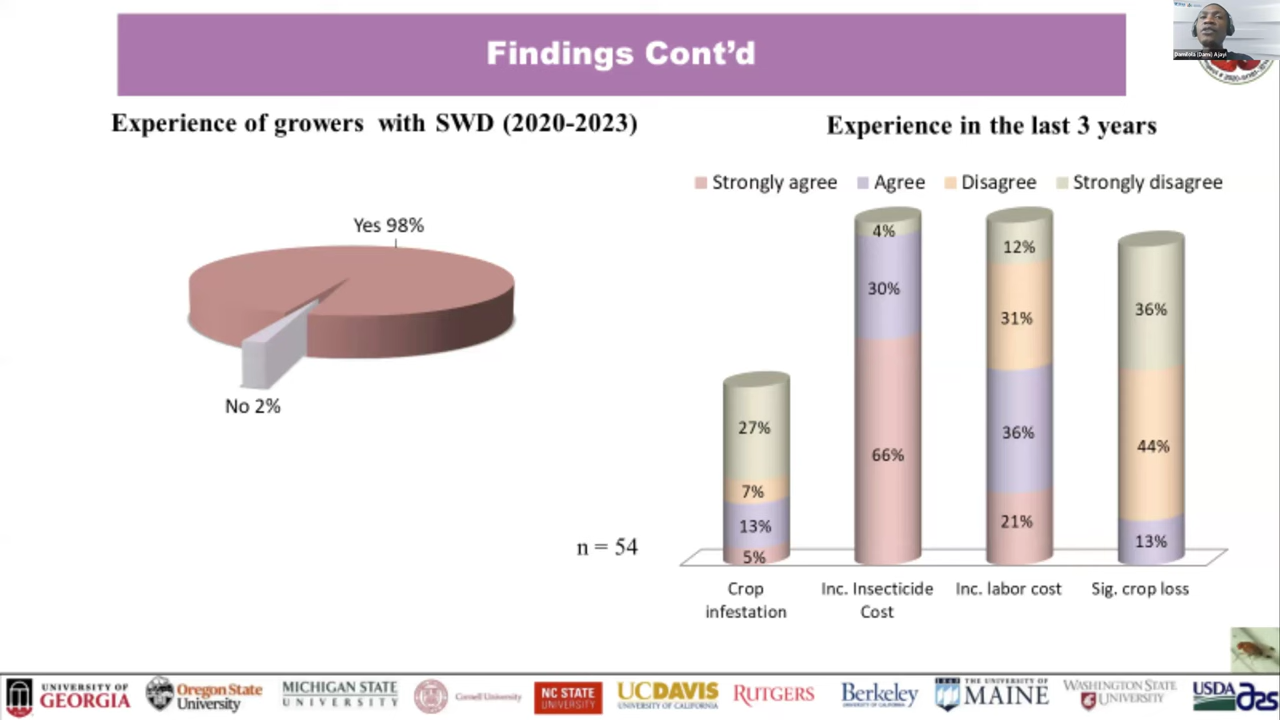 Findings Cont’d
Experience of growers with SWD (2020-2023)
Yes 98%
No 2%
n = 54
Experience in the last 3 years
Strongly agree Agree Disagree Strongly disagree
27%
7%
13%
5%
4%
30%
66%
12%
31%
36%
21%
36%
44%
13%
Crop
infestation
Inc. Insecticide
Cost
Inc. labor cost
Sig. crop loss
UNIVERSITY OF
GEORGIA
Oregon State
University
MICHIGAN STATE
UNIVERSITY
Cornell University
NC STATE
UNIVERSITY
UCDAVIS
UNIVERSITY OF CALIFORNIA
RUTGERS
Berkeley
UNIVERSITY OF CALIFORNIA
THE UNIVERSITY OF
MAINE
WASHINGTON STATE
UNIVERSITY
USDA